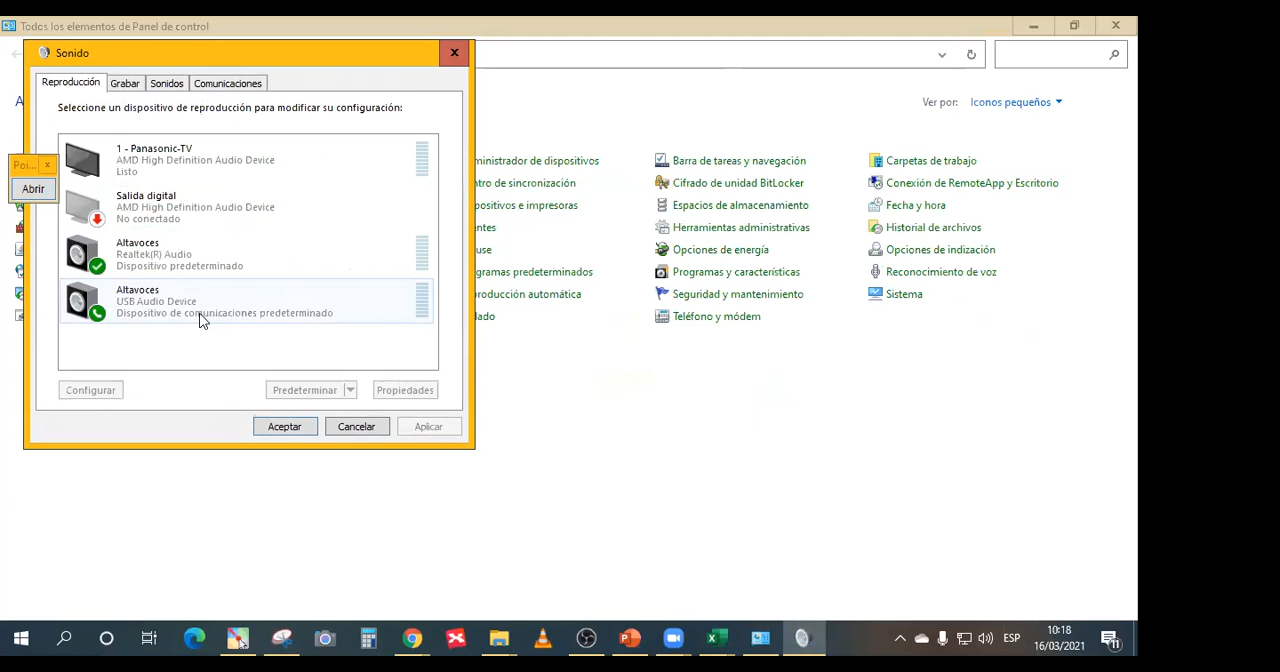 Todos los elementos de Panel de control
Sonido
Reproducción
Grabar
Sonidos
Comunicaciones
Seleccione un dispositivo de reproducción para modificar su configuración:
1 - Panasonic-TV
AMD High Definition Audio Device
Listo
Salida digital
AMD High Definition Audio Device
No conectado
Altavoces
Realtek(R) Audio
Dispositivo predeterminado
Altavoces
USB Audio Device
Dispositivo de comunicaciones predeterminado
Configurar
Predeterminar
Propiedades
Aceptar
Cancelar
Aplicar
Poi...
Abrir
A
Ver por:
Iconos pequeños
ministrador de dispositivos
ntro de sincronización
positivos e impresoras
entes
use
gramas predeterminados
producción automática
lado
Barra de tareas y navegación
Cifrado de unidad BitLocker
Espacios de almacenamiento
Herramientas administrativas
Opciones de energía
Programas y características
Seguridad y mantenimiento
Teléfono y módem
Carpetas de trabajo
Conexión de RemoteApp y Escritorio
Fecha y hora
Historial de archivos
Opciones de indización
Reconocimiento de voz
Sistema
ESP
10:18
16/03/2021
11